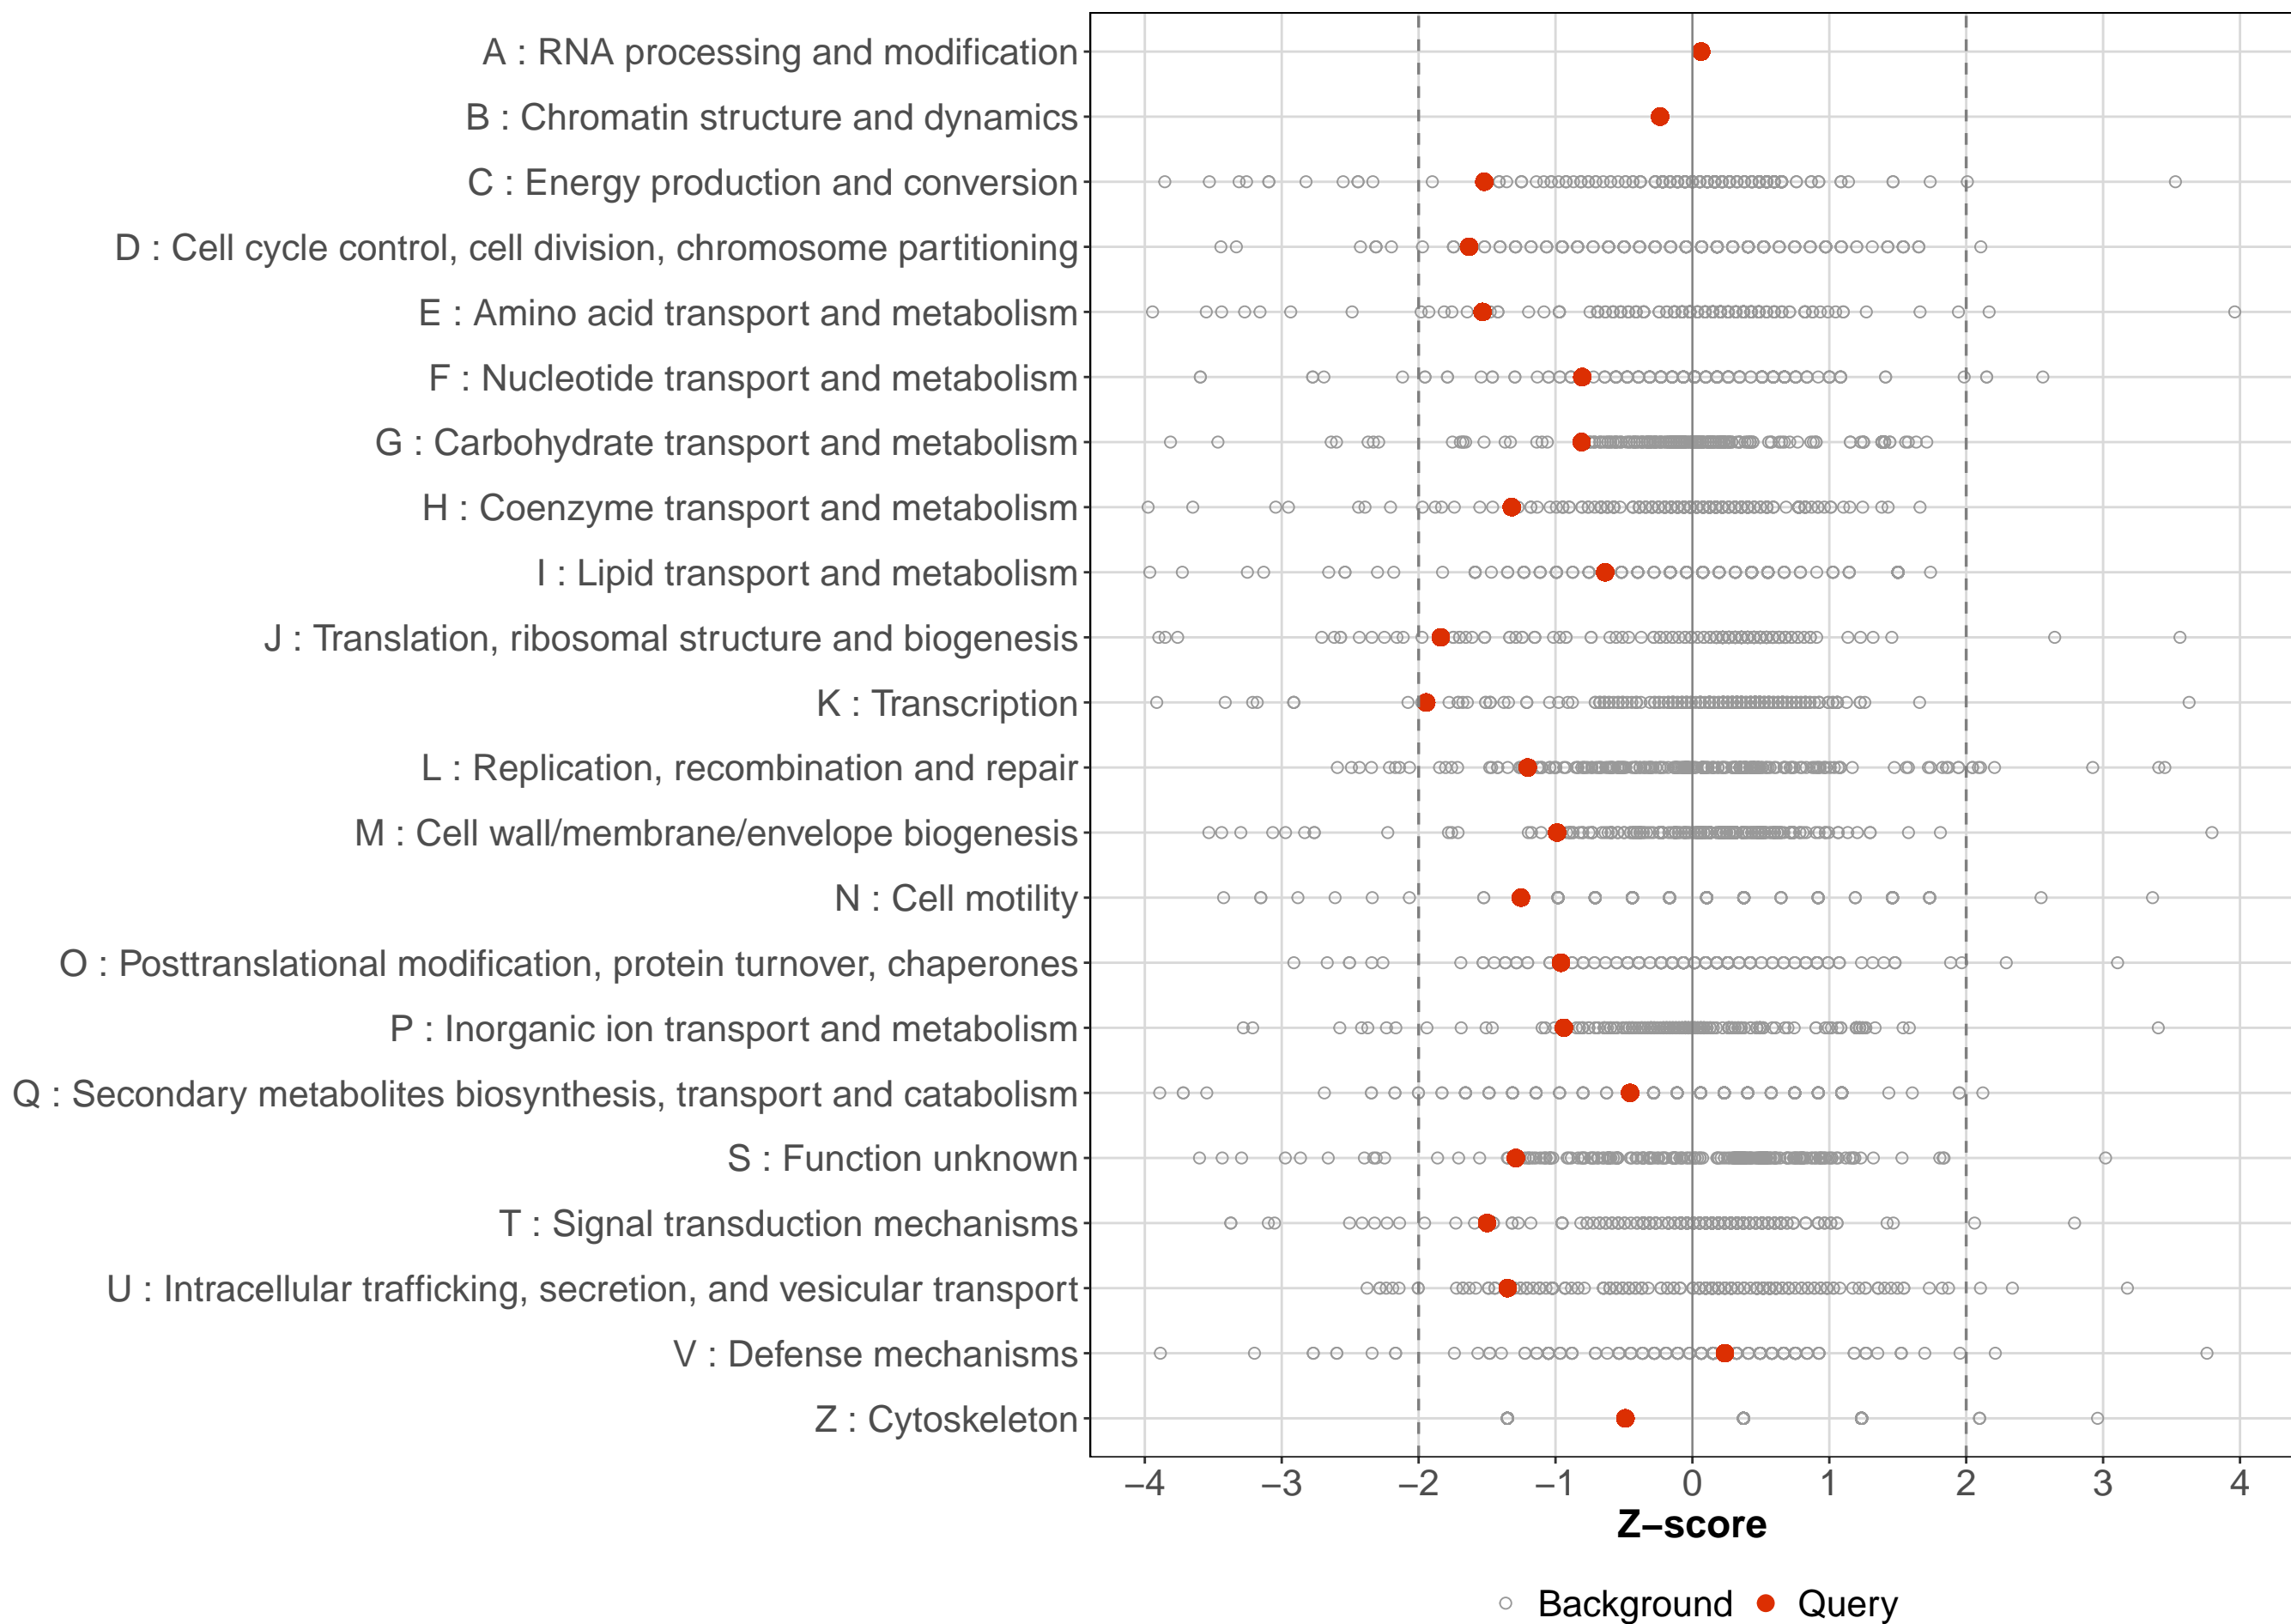 A : RNA processing and modification
B : Chromatin structure and dynamics
C : Energy production and conversion
D : Cell cycle control, cell division, chromosome partitioning
E : Amino acid transport and metabolism
F : Nucleotide transport and metabolism
G : Carbohydrate transport and metabolism
H : Coenzyme transport and metabolism
I : Lipid transport and metabolism
J : Translation, ribosomal structure and biogenesis
K : Transcription
L : Replication, recombination and repair
M : Cell wall/membrane/envelope biogenesis
N : Cell motility
O : Posttranslational modification, protein turnover, chaperones
P : Inorganic ion transport and metabolism
Q : Secondary metabolites biosynthesis, transport and catabolism
S : Function unknown
T : Signal transduction mechanisms
U : Intracellular trafficking, secretion, and vesicular transport
V : Defense mechanisms
Z : Cytoskeleton
−4 −3 −2 −1 0 1 2 3 4
Z−score
Background Query